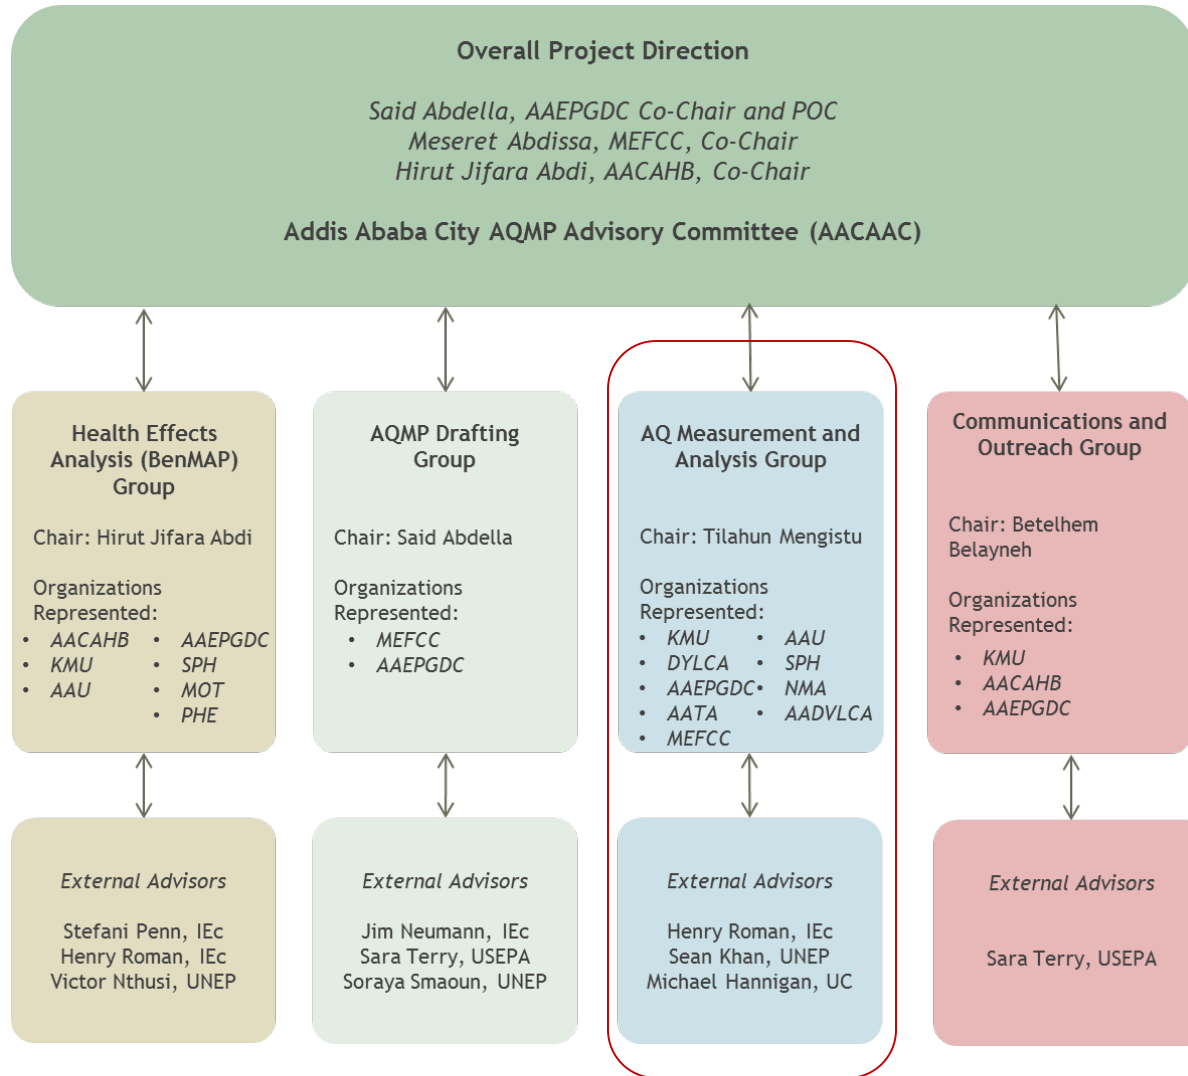 Overall Project Direction
Said Abdella, AAEPGDC Co-Chair and POC
Meseret Abdissa, MEFCC, Co-Chair
Hirut Jifara Abdi, AACAHB, Co-Chair
Addis Ababa City AQMP Advisory Committee (AACAAC)
Health Effects
Analysis (BenMAP)
Group
Chair: Hirut Jifara Abdi
Organizations
Represented:
• AACAHB
• KMU
• AAU
• AAEPGDC
• SPH
• MOT
• PHE
AQMP Drafting
Group
Chair: Said Abdella
Organizations
Represented:
• MEFCC
• AAEPGDC
AQ Measurement and
Analysis Group
Chair: Tilahun Mengistu
Organizations
Represented:
• KMU
• DYLCA
• AAEPGDC
• AATA
• MEFCC
• AAU
• SPH
• NMA
• AADVLCA
Communications and
Outreach Group
Chair: Betelhem
Belayneh
Organizations
Represented:
• KMU
• AACAHB
• AAEPGDC
External Advisors
Stefani Penn, IEc
Henry Roman, IEc
Victor Nthusi, UNEP
External Advisors
Jim Neumann, IEc
Sara Terry, USEPA
Soraya Smaoun, UNEP
External Advisors
Henry Roman, IEc
Sean Khan, UNEP
Michael Hannigan, UC
External Advisors
Sara Terry, USEPA